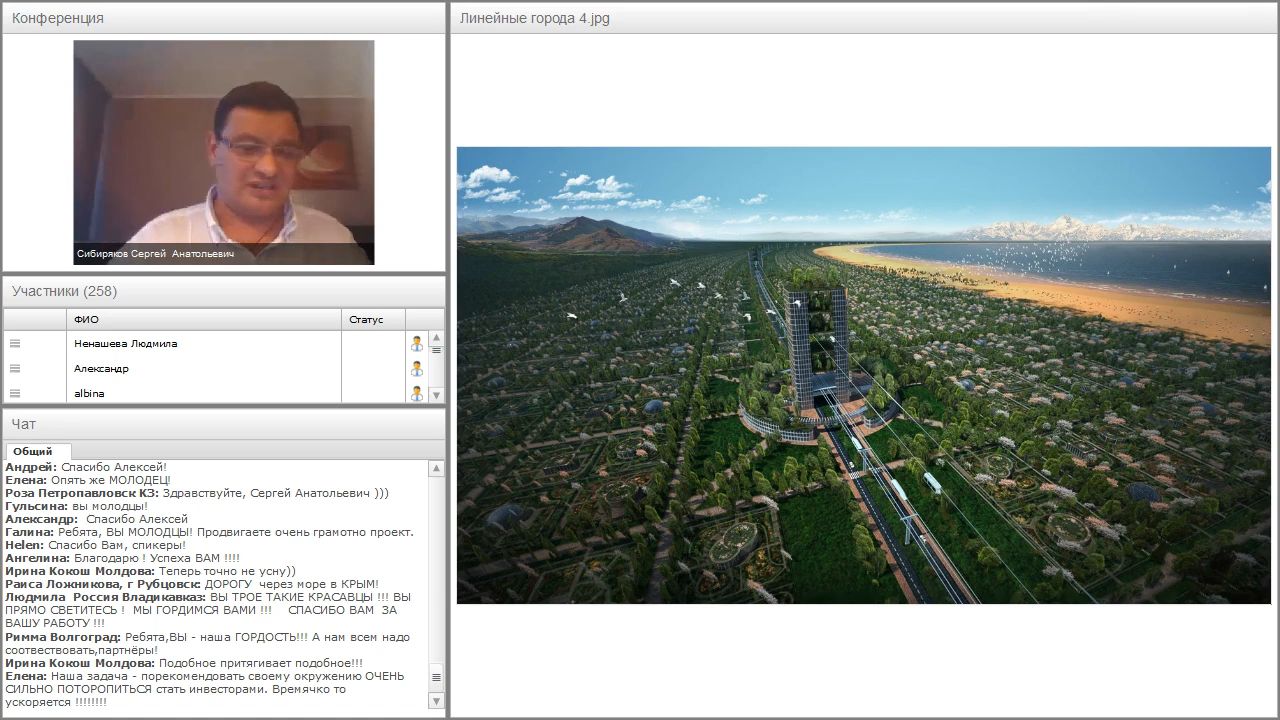 Конференция
Сибиряков Сергей Анатольевич
Участники (258)
ФИО Статус
Ненашева Людмила
Александр
albina
Чат
Общий
Андрей: Спасибо Алексей!
Елена: Опять же МОЛОДЕЦ!
Роза Петропавловск КЗ: Здравствуйте, Сергей Анатольевич )))
Гульсина: вы молодцы!
Александр: Спасибо Алексей
Галина: Ребята, ВЫ МОЛОДЦЫ! Продвигаете очень грамотно проект.
Helen: Спасибо Вам, спикеры!
Ангелина: Благодарю ! Успеха ВАМ !!!!
Ирина Кокош Молдова: Теперь точно не усну))
Раиса Ложникова, г Рубцовск: ДОРОГУ через море в КРЫМ!
Людмила Россия Владикавказ: ВЫ ТРОЕ ТАКИЕ КРАСАВЦЫ !!! ВЫ
ПРЯМО СВЕТИТЕСЬ ! МЫ ГОРДИМСЯ ВАМИ !!! СПАСИБО ВАМ ЗА
ВАШУ РАБОТУ !!!
Римма Волгоград: Ребята,ВЫ - наша ГОРДОСТЬ!!! А нам всем надо
соотвествовать,партнёры!
Ирина Кокош Молдова: Подобное притягивает подобное!!!
Елена: Наша задача - порекомендовать своему окружению ОЧЕНЬ
СИЛЬНО ПОТОРОПИТЬСЯ стать инвесторами. Времячко то
ускоряется !!!!!!!!
Линейные города 4.jpg